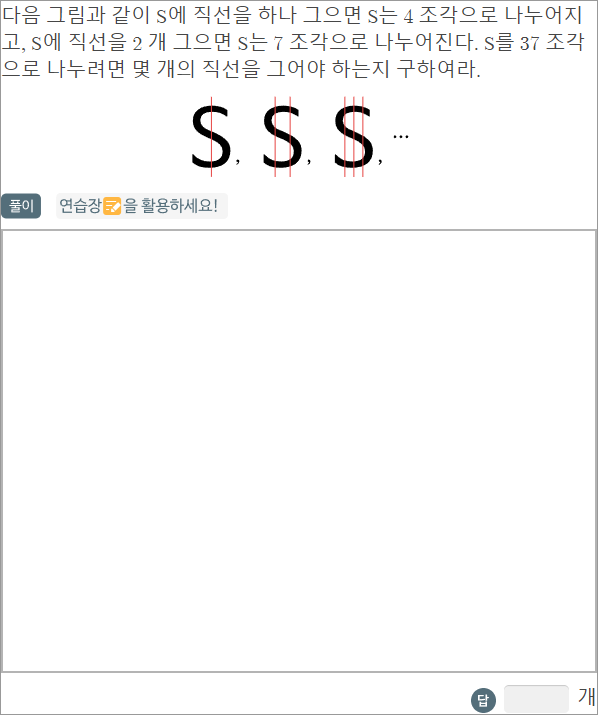 다음 그림과 같이 S에 직선을 하나 그으면 S는 4 조각으로 나누어지
고, S에 직선을 2 개 그으면 S는 7 조각으로 나누어진다. S를 37 조각
으로 나누려면 몇 개의 직선을 그어야 하는지 구하여라.
S, S, S, ···
풀이 연습장📝을 활용하세요!
답 개